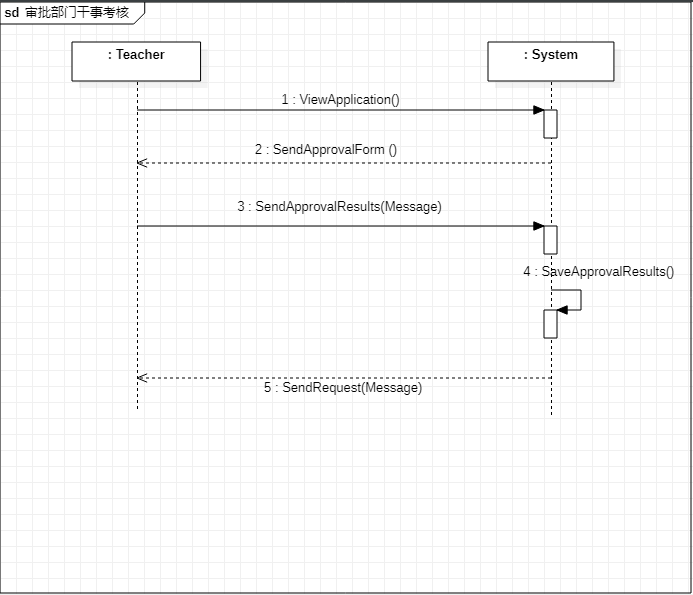 sd 审批部门干事考核
: Teacher
: System
1 : ViewApplication()
2 : SendApprovalForm ()
3 : SendApprovalResults(Message)
4 : SaveApprovalResults()
5 : SendRequest(Message)